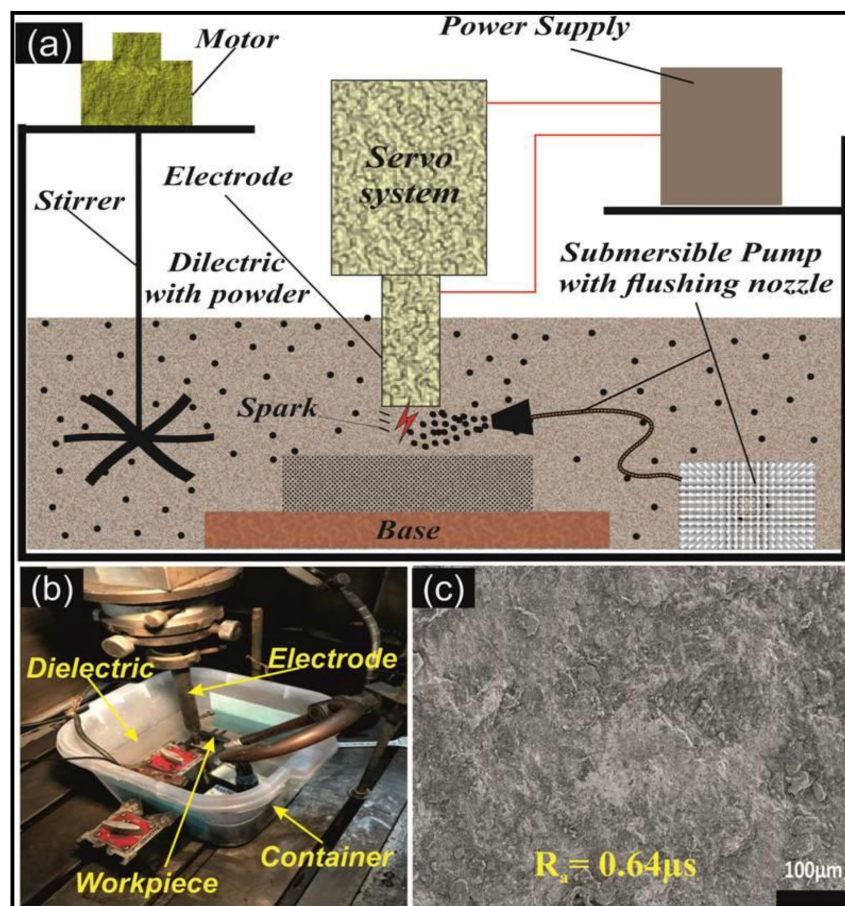 (a)
Motor
Power Supply
Servo
system
Electrode
Stirrer
Dilectric
with powder
Submersible Pump
with flushing nozzle
Spark
Base
(b)
Dielectric
Electrode
Workpiece
Container
(c)
Ra= 0.64µs
100µm